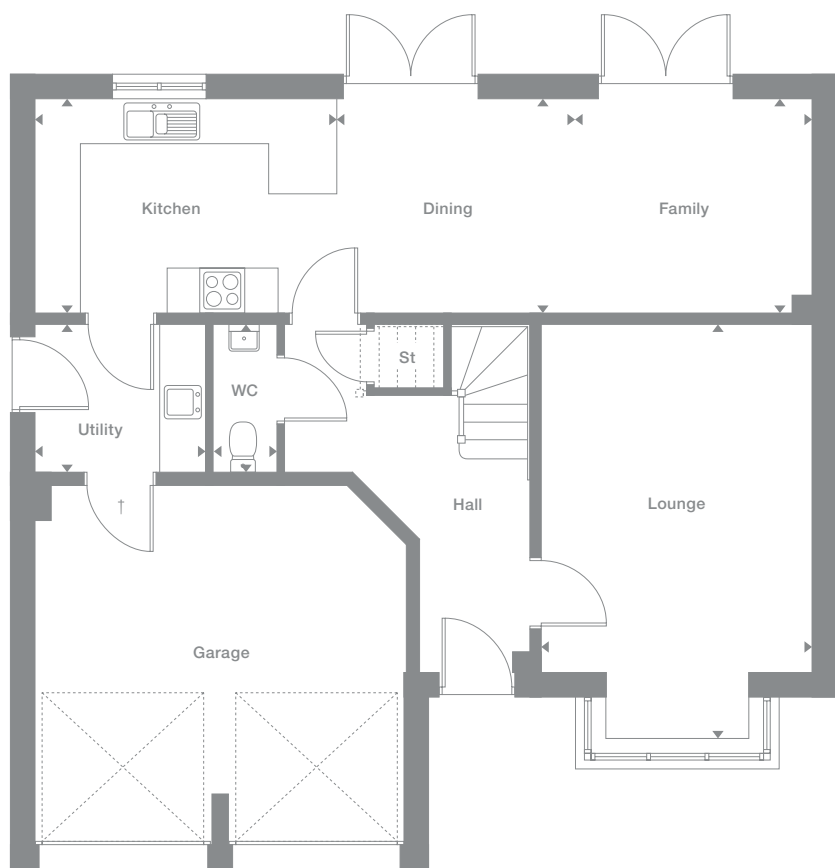 Kitchen
Dining
Family
St
WC
Utility
†
Hall
Lounge
Garage